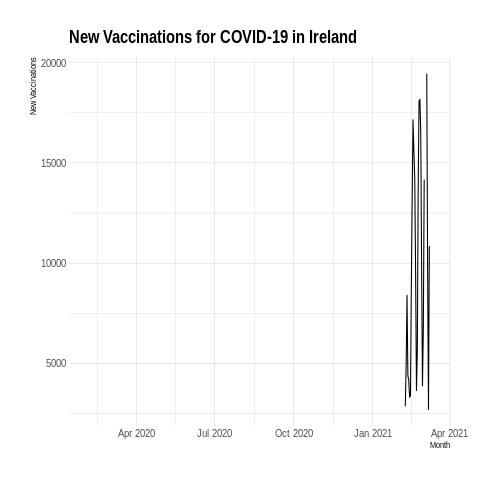 New Vaccinations for COVID-19 in Ireland
New Vaccinations
20000
15000
10000
5000
Apr 2020 Jul 2020 Oct 2020 Jan 2021 Apr 2021
Month